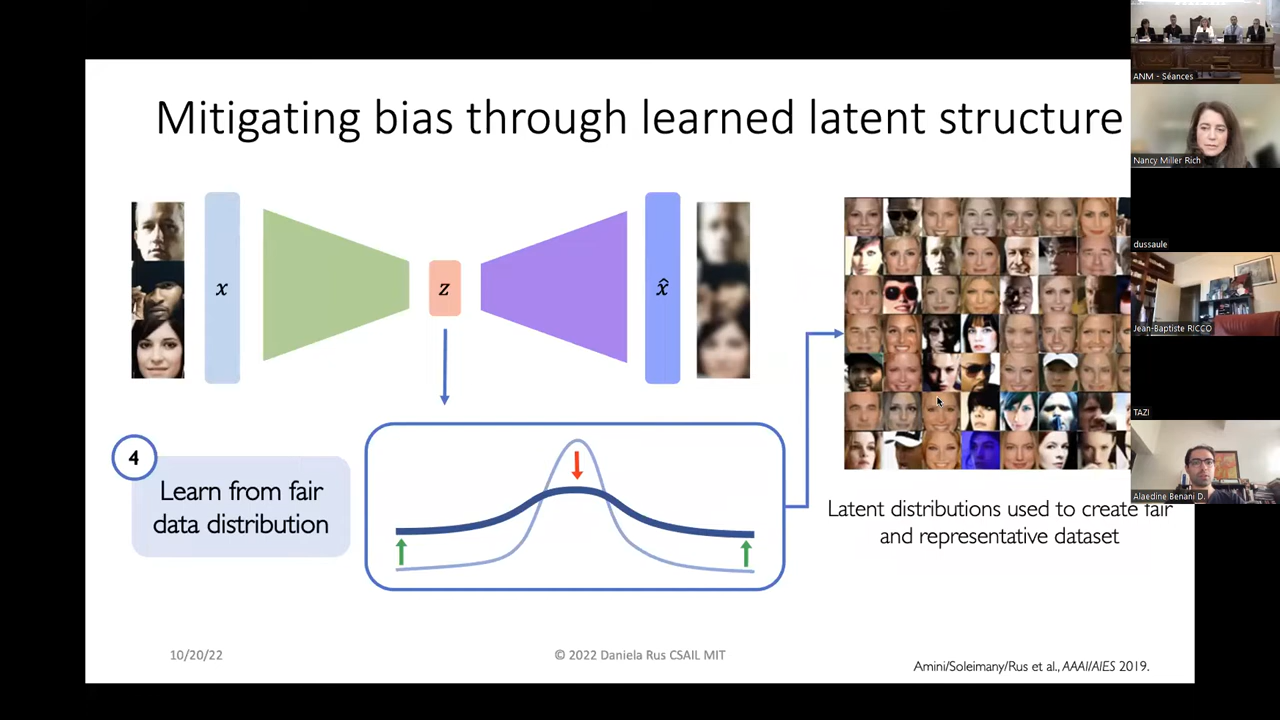 Mitigating bias through learned latent structure
x
z
x̂
4
Learn from fair
data distribution
Latent distributions used to create fair
and representative dataset
10/20/22
© 2022 Daniela Rus CSAIL MIT
Amini/Soleimany/Rus et al., AAAI/AIES 2019.
ANM - Séances
Nancy Miller Rich
dussaule
Jean-Baptiste RICCO
TAZI
Alaedine Benani D.